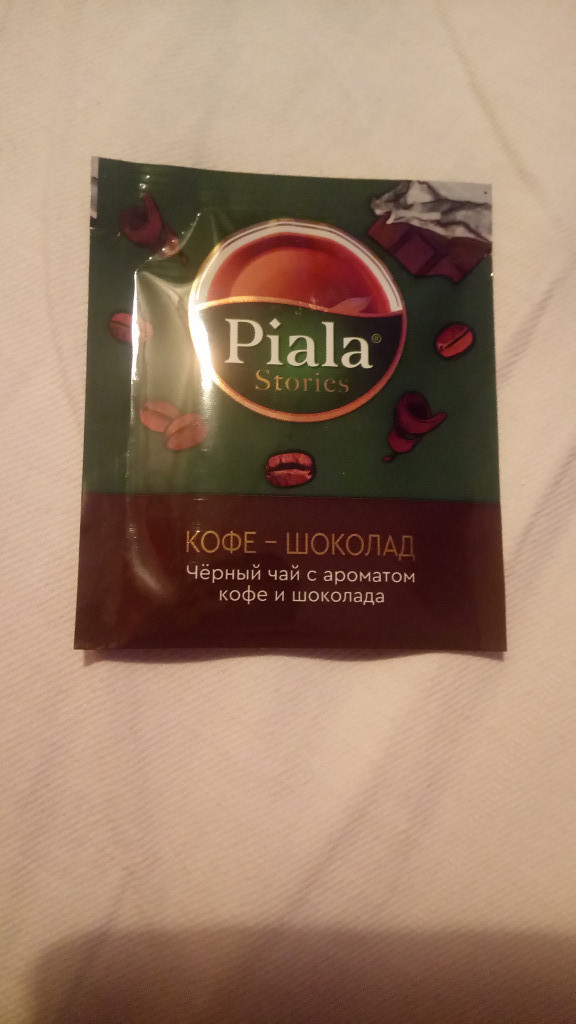 Piala®
Stories
КОФЕ – ШОКОЛАД
Чёрный чай с ароматом
кофе и шоколада